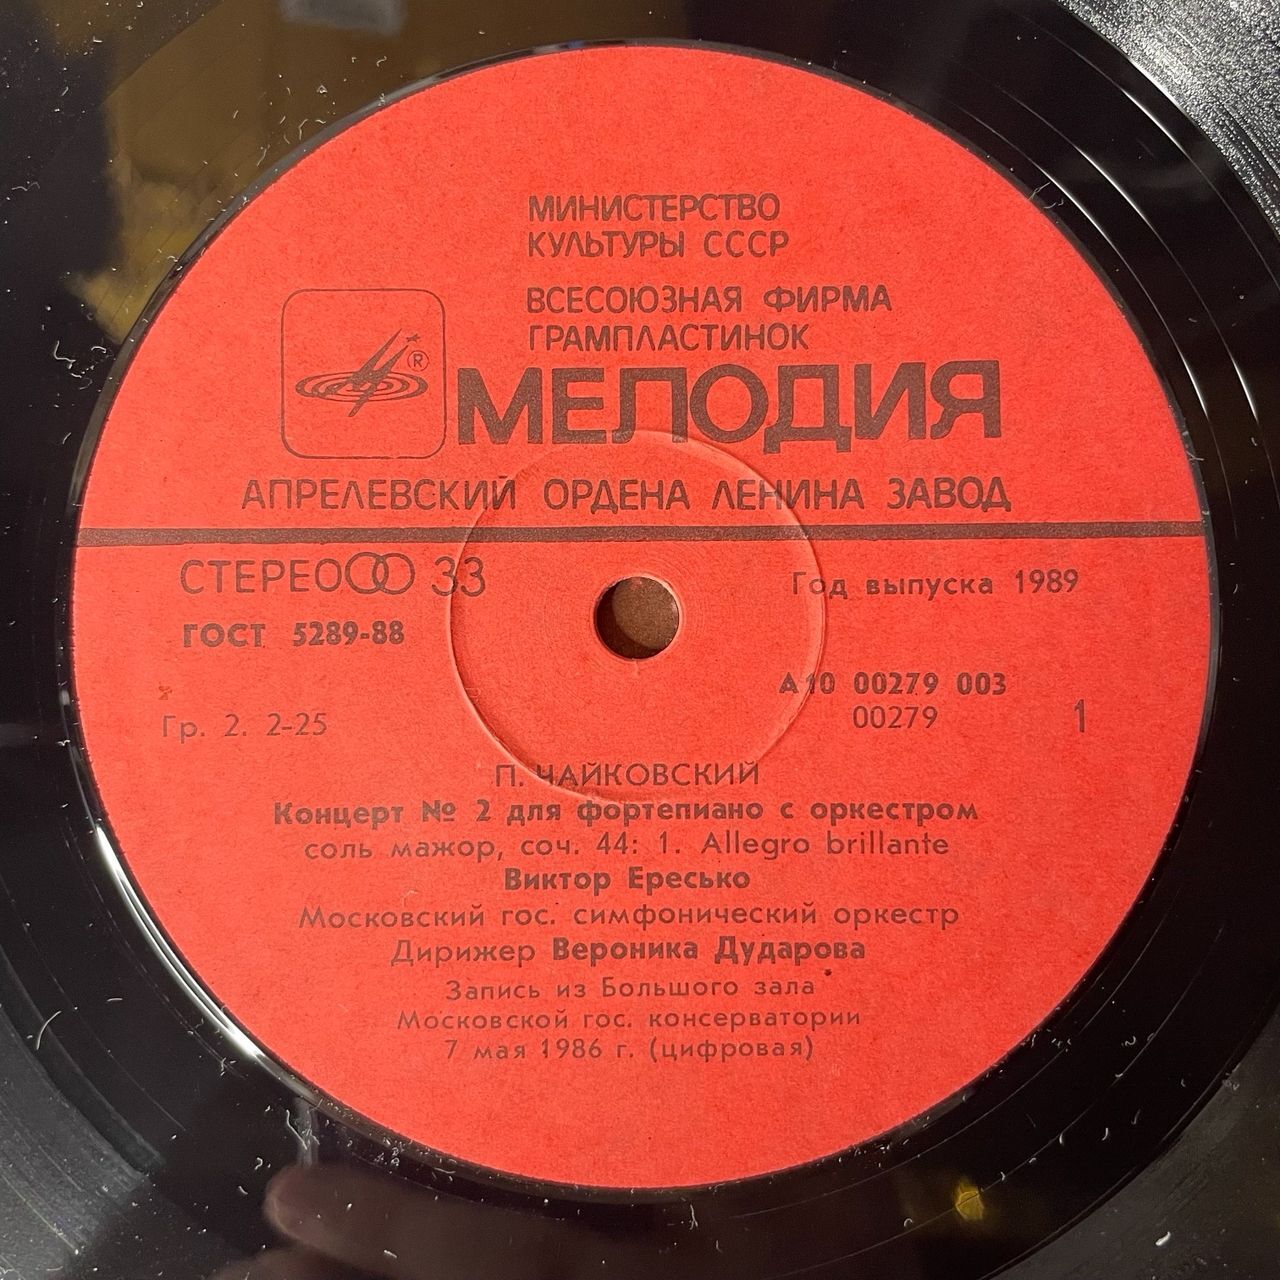 МИНИСТЕРСТВО
КУЛЬТУРЫ СССР
ВСЕСОЮЗНАЯ ФИРМА
ГРАМПЛАСТИНОК
®
МЕЛОДИЯ
АПРЕЛЕВСКИЙ ОРДЕНА ЛЕНИНА ЗАВОД
СТЕРЕО 33
Год выпуска 1989
ГОСТ 5289-88
А10 00279 003
Гр. 2. 2-25
00279
1
П. ЧАЙКОВСКИЙ
Концерт № 2 для фортепиано с оркестром
соль мажор, соч. 44: 1. Allegro brillante
Виктор Ересько
Московский гос. симфонический оркестр
Дирижер Вероника Дударова
Запись из Большого зала
Московской гос. консерватории
7 мая 1986 г. (цифровая)